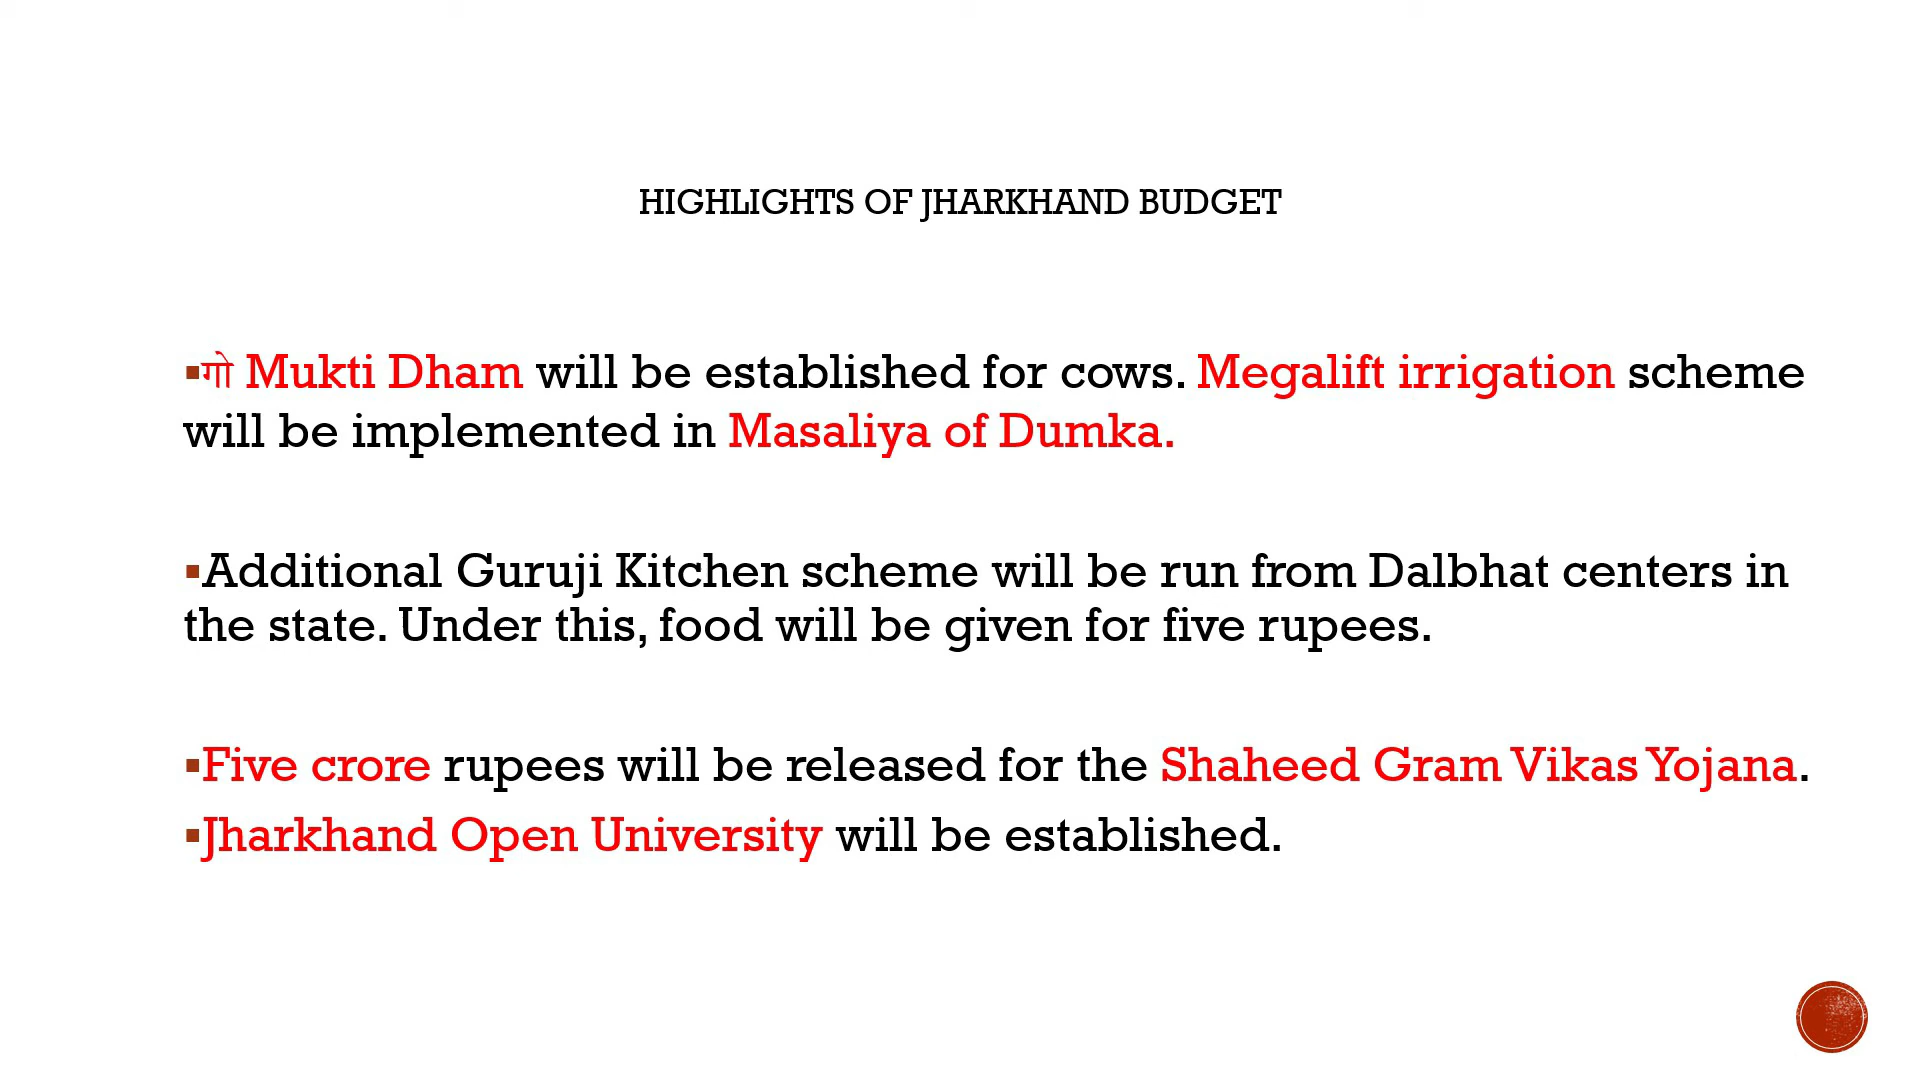 HIGHLIGHTS OF JHARKHAND BUDGET
▪गो Mukti Dham will be established for cows. Megalift irrigation scheme
will be implemented in Masaliya of Dumka.
▪Additional Guruji Kitchen scheme will be run from Dalbhat centers in
the state. Under this, food will be given for five rupees.
▪Five crore rupees will be released for the Shaheed Gram Vikas Yojana.
▪Jharkhand Open University will be established.